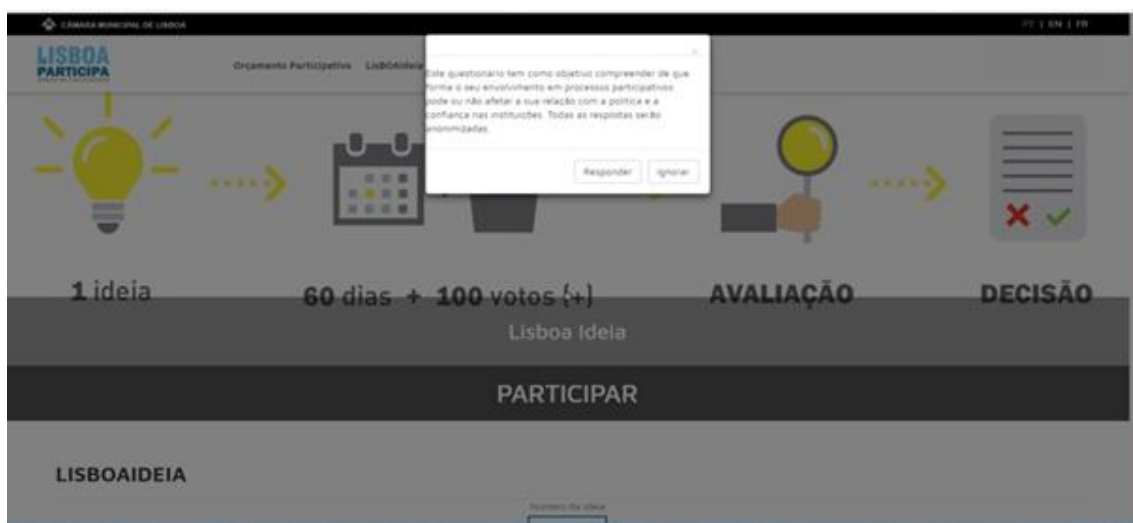 CÂMARA MUNICIPAL DE LISBOA
PT | EN | FR
LISBOA
PARTICIPA
Orçamento Participativo LisBOAideia
×
Este questionário tem como objetivo compreender de que
forma o seu envolvimento em processos participativos
pode ou não afetar a sua relação com a política e a
confiança nas instituições. Todas as respostas serão
anonimizadas.
Responder Ignorar
1 ideia
60 dias + 100 votos (+)
AVALIAÇÃO
DECISÃO
Lisboa Ideia
PARTICIPAR
LISBOAIDEIA
Número da ideia